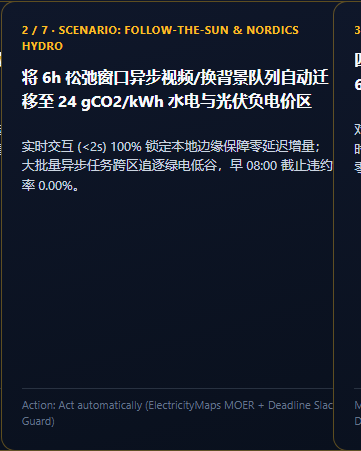 2 / 7 · SCENARIO: FOLLOW-THE-SUN & NORDICS
HYDRO
将 6h 松弛窗口异步视频/换背景队列自动迁
移至 24 gCO2/kWh 水电与光伏负电价区
实时交互 (<2s) 100% 锁定本地边缘保障零延迟增量；
大批量异步任务跨区追逐绿电低谷，早 08:00 截止违约
率 0.00%。
Action: Act automatically (ElectricityMaps MOER + Deadline Slac
Guard)